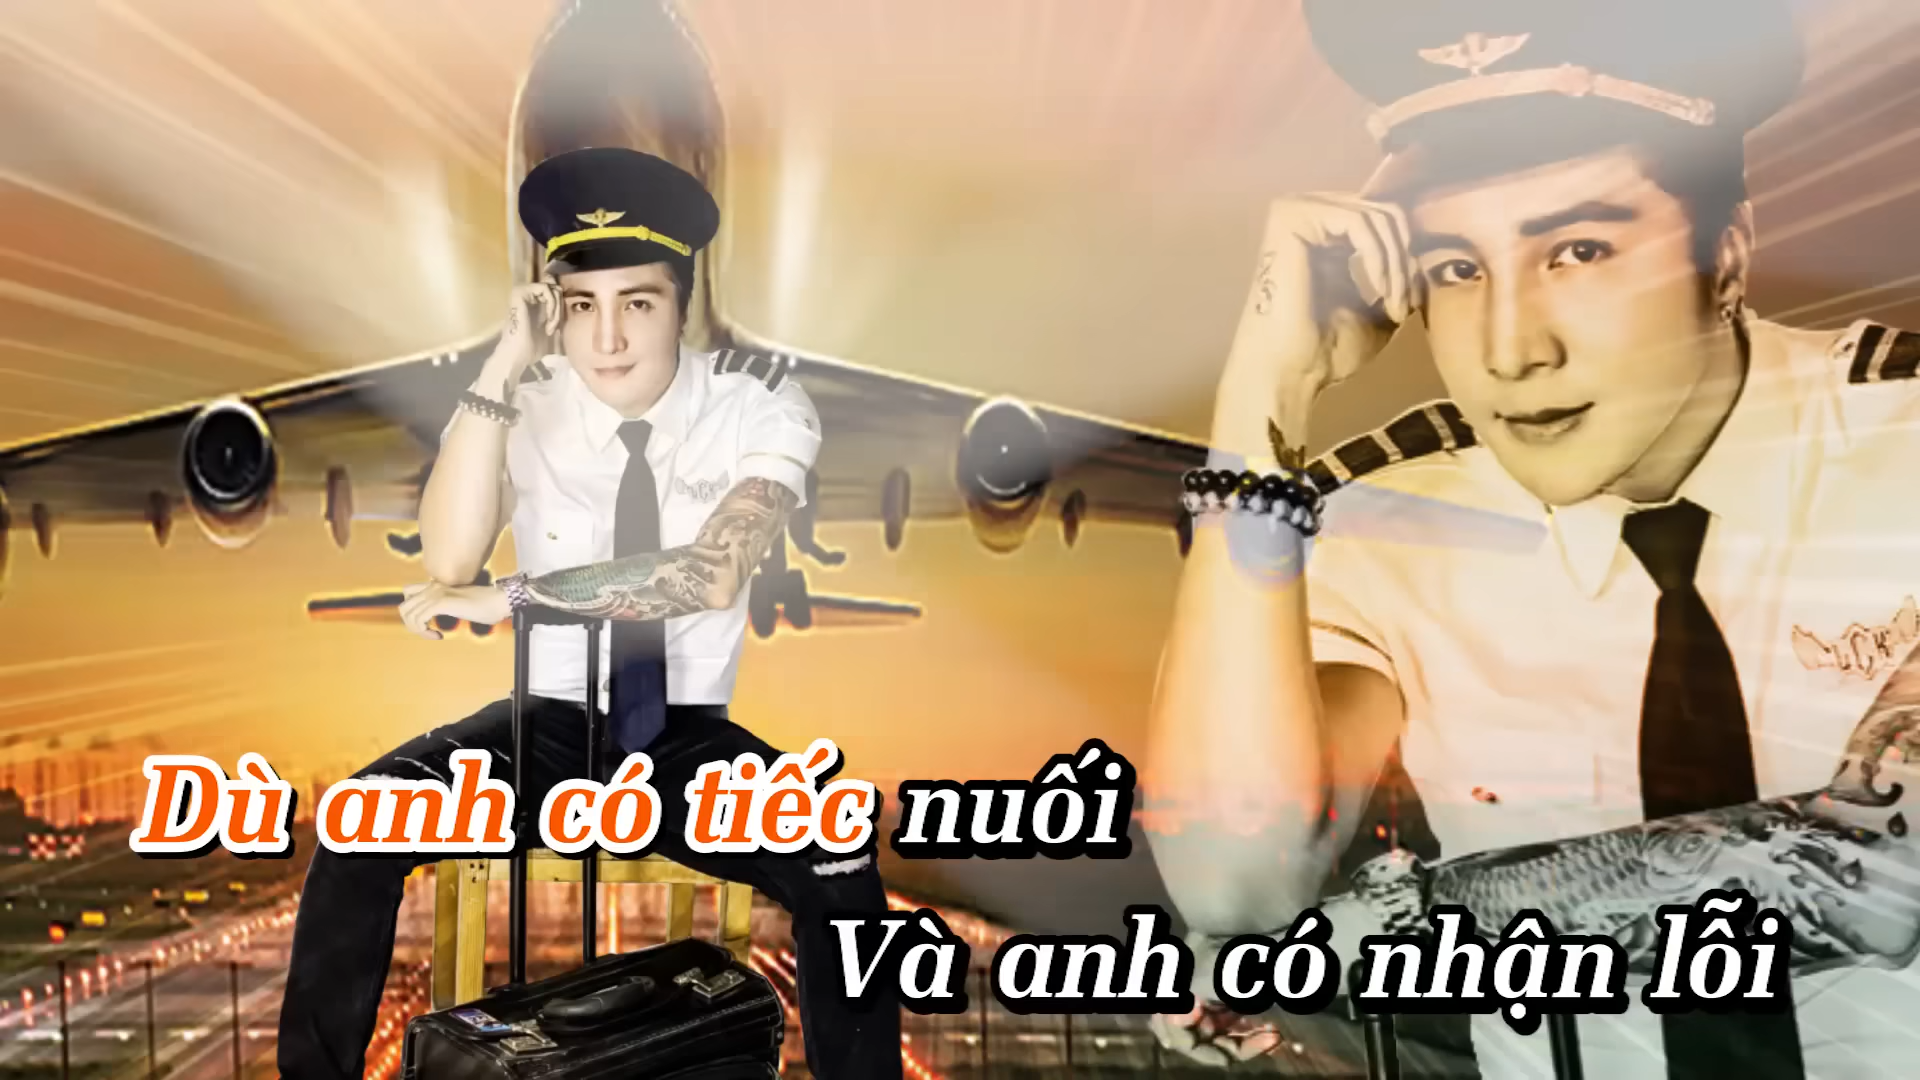 Dù anh có tiếc nuối
Và anh có nhận lỗi